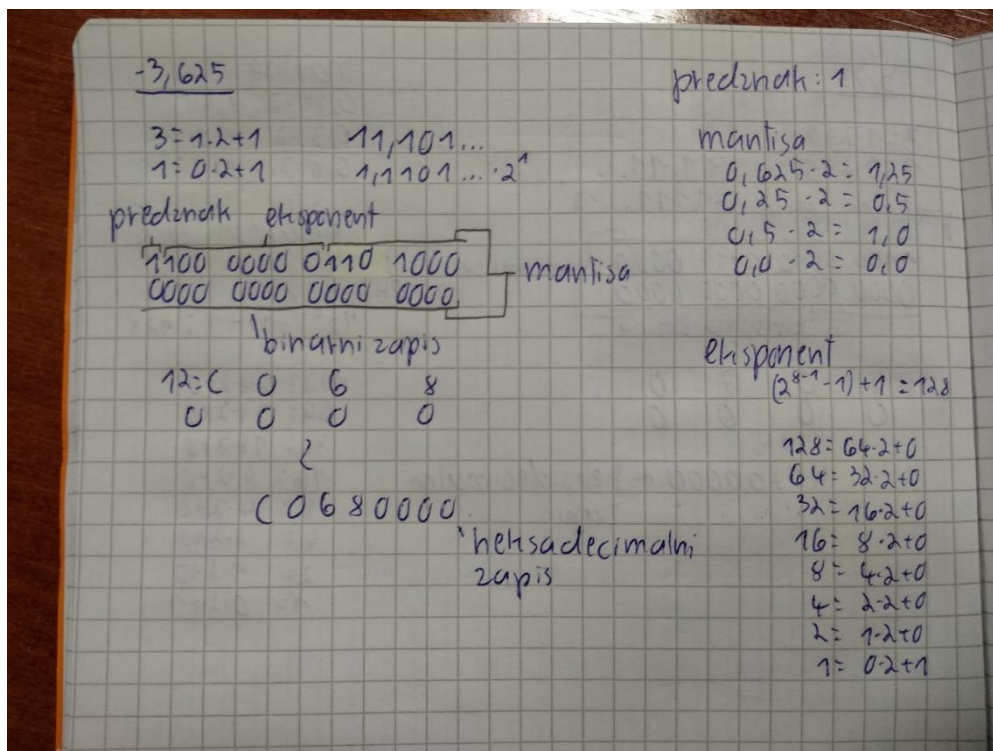 -3,625
predznak: 1
3=1·2+1
1=0·2+1
11,101...
1,1101...·2^1
mantisa
0,625·2= 1,25
0,25·2= 0,5
0,5·2= 1,0
0,0·2= 0,0
predznak eksponent
1100 0000 0110 1000
0000 0000 0000 0000
mantisa
binarni zapis
12=C 0 6 8
0 0 0 0
C0680000
heksadecimalni
zapis
eksponent
(2^8-1 -1)+1=128
128=64·2+0
64=32·2+0
32=16·2+0
16=8·2+0
8=4·2+0
4=2·2+0
2=1·2+0
1=0·2+1